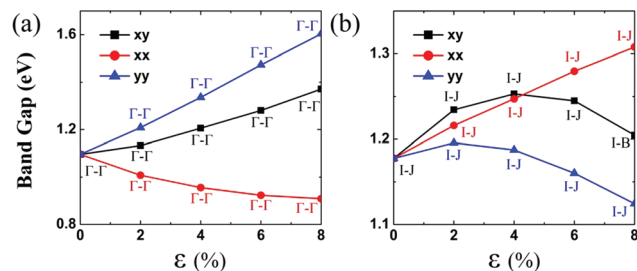 (a)
xy
xx
yy
Γ-Γ
Γ-Γ
Γ-Γ
Γ-Γ
Γ-Γ
Γ-Γ
Γ-Γ
Γ-Γ
Γ-Γ
Γ-Γ
Γ-Γ
Γ-Γ
Γ-Γ
1.6
1.2
0.8
0 2 4 6 8
Band Gap (eV)
ε (%)
(b)
xy
xx
yy
I-J
I-J
I-J
I-J
I-J
I-J
I-J
I-J
I-B
I-J
I-J
I-J
I-J
1.3
1.2
1.1
0 2 4 6 8
ε (%)